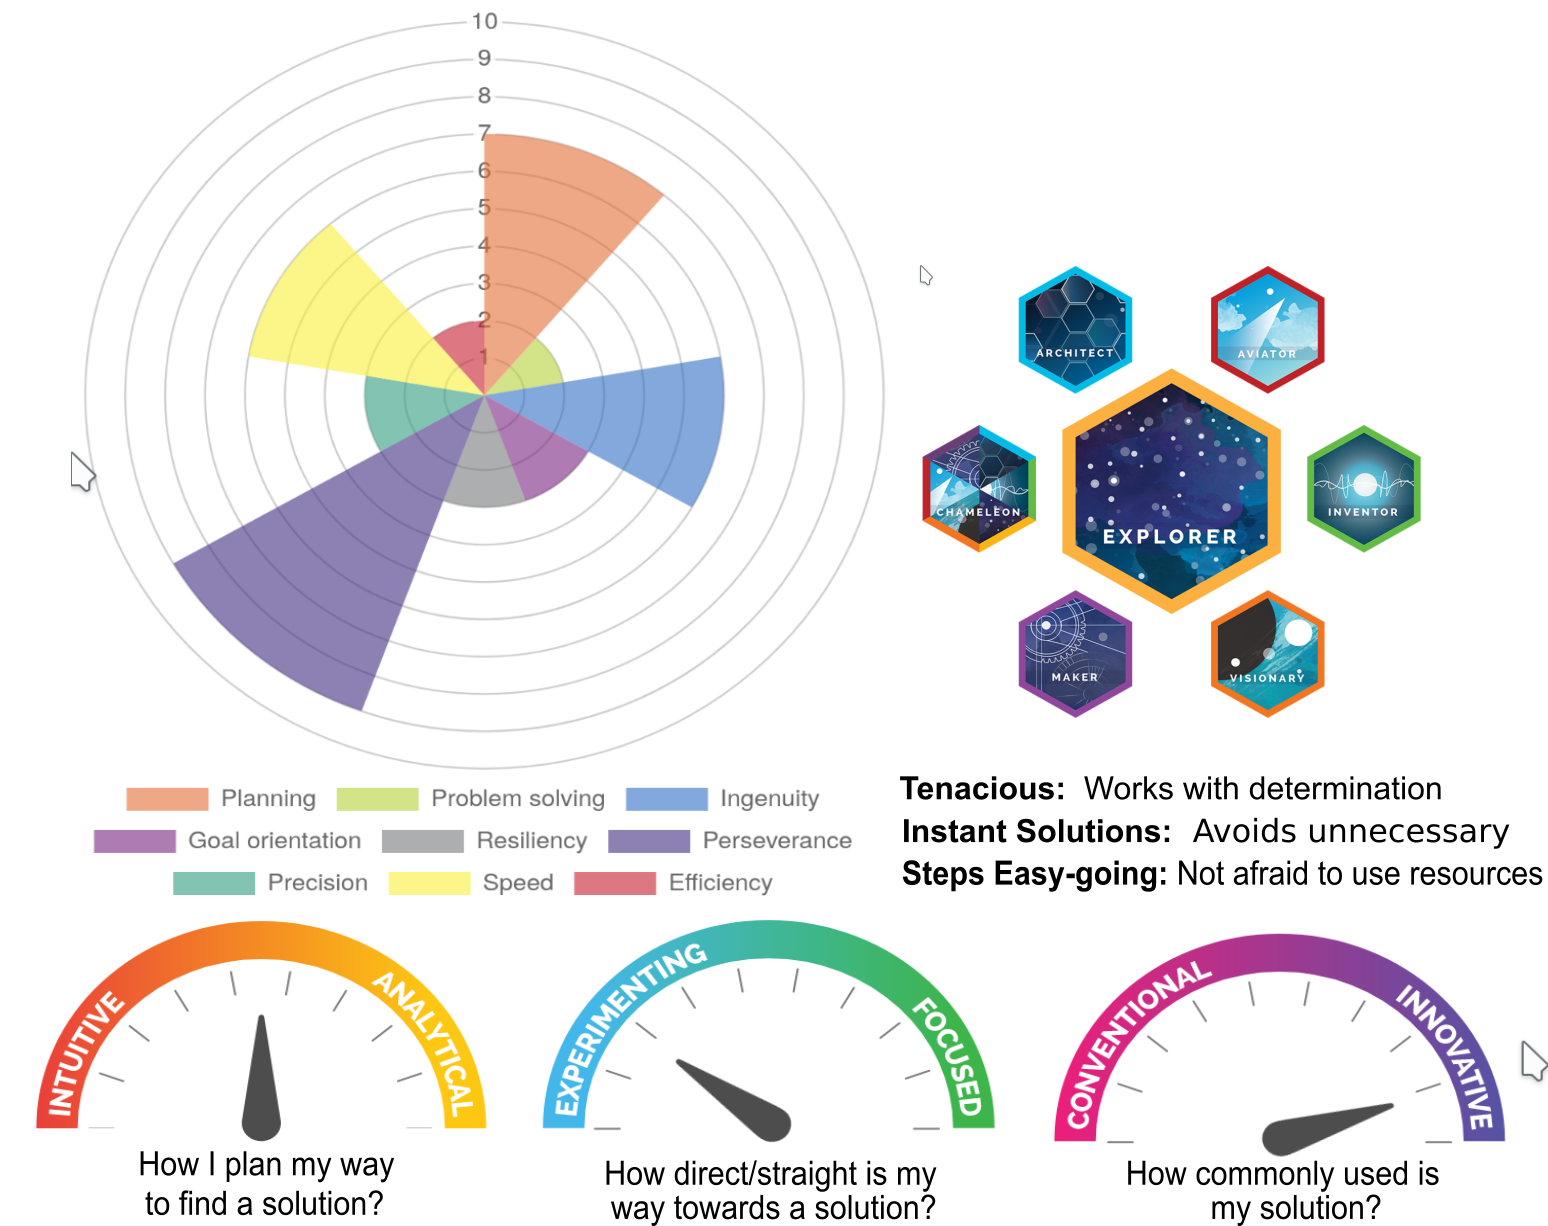 10
9
8
7
6
5
4
3
2
1
Planning Problem solving Ingenuity
Goal orientation Resiliency Perseverance
Precision Speed Efficiency
ARCHITECT
AVIATOR
CHAMELEON
EXPLORER
INVENTOR
MAKER
VISIONARY
Tenacious: Works with determination
Instant Solutions: Avoids unnecessary
Steps Easy-going: Not afraid to use resources
INTUITIVE ANALYTICAL
How I plan my way
to find a solution?
EXPERIMENTING FOCUSED
How direct/straight is my
way towards a solution?
CONVENTIONAL INNOVATIVE
How commonly used is
my solution?